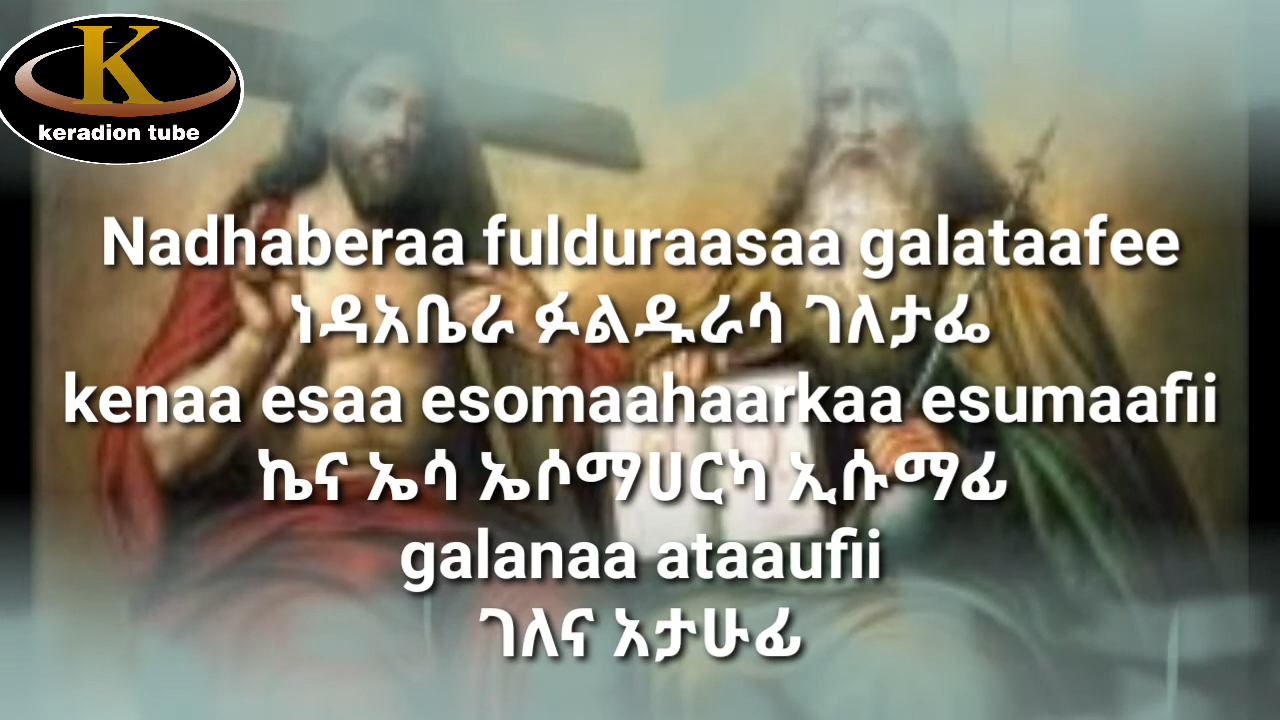 K
keradion tube
Nadhaberaa fulduraasaa galataafee
ነዳአቤራ ፉልዱራሳ ገለታፌ
kenaa esaa esomaahaarkaa esumaafii
ኬና ኤሳ ኤሶማሀርካ ኢሱማፊ
galanaa ataaufii
ገለና አታሁፊ